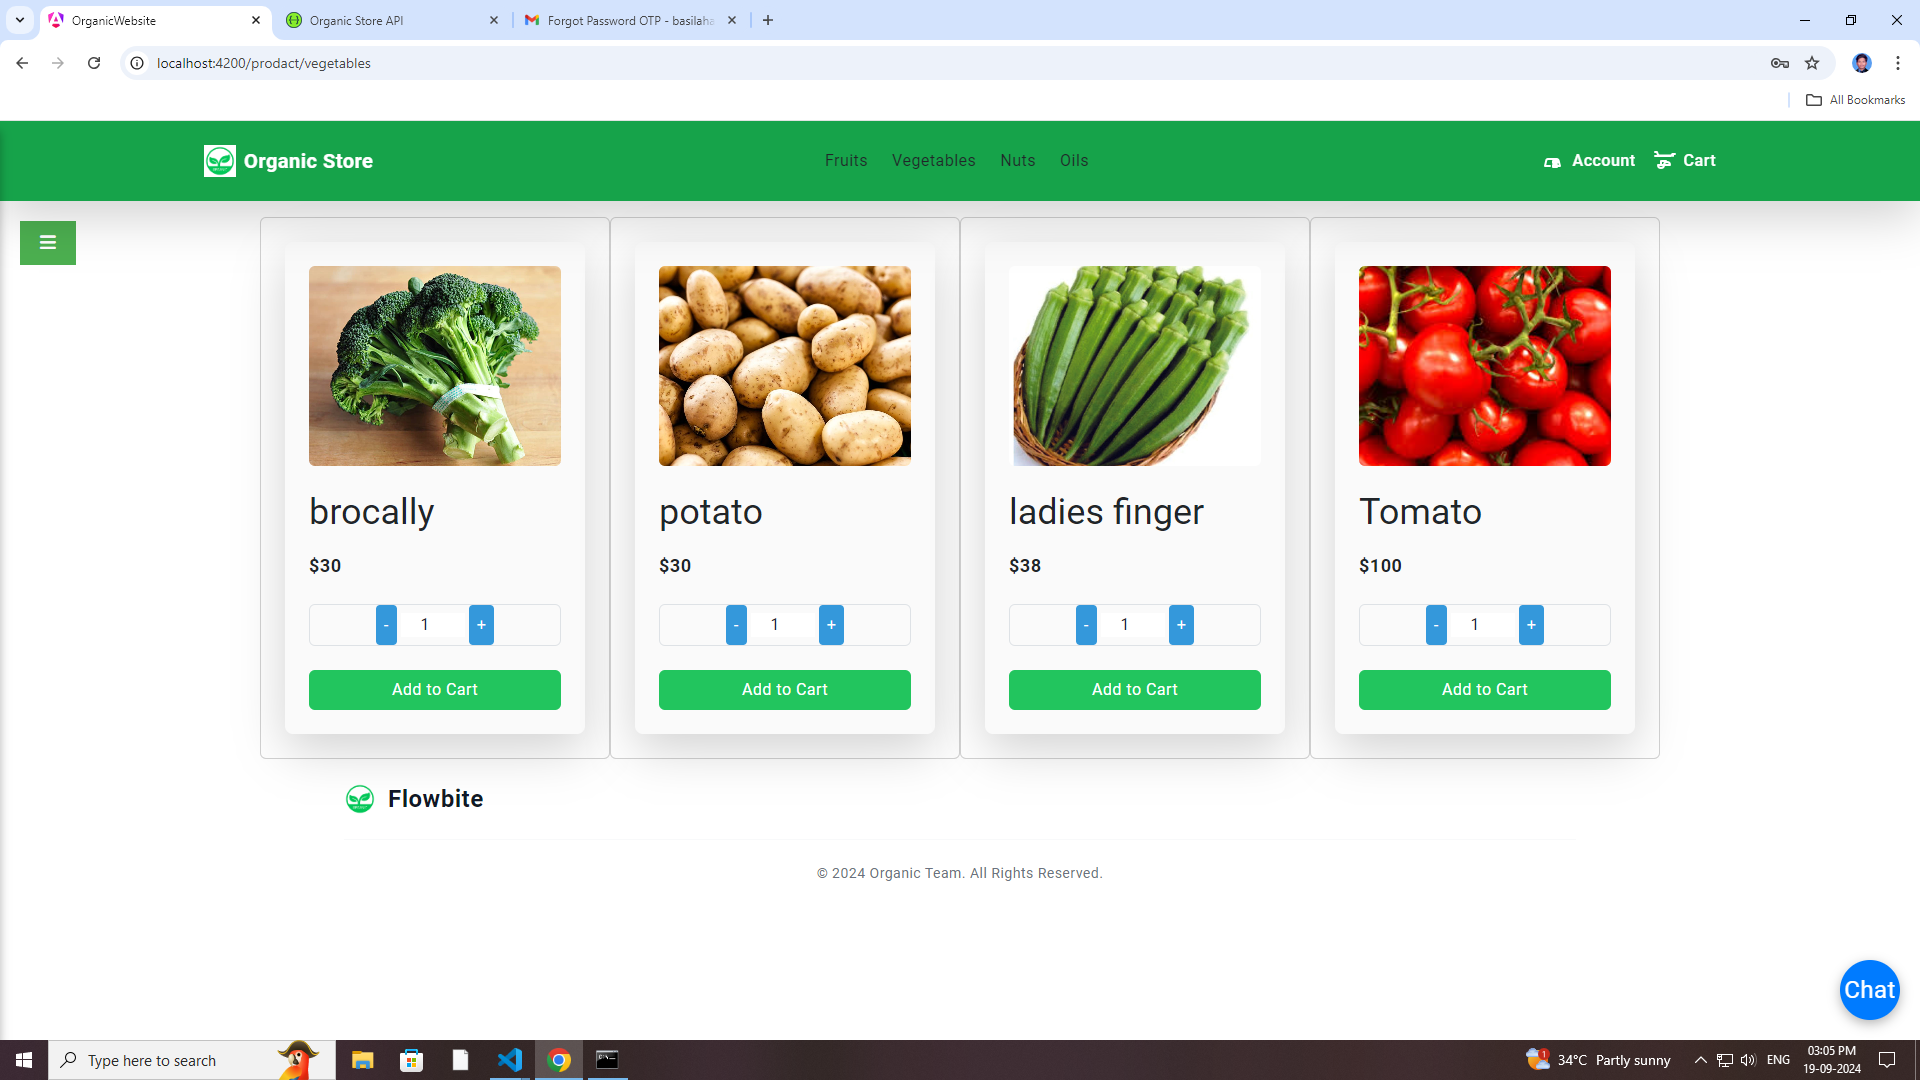 OrganicWebsite
Organic Store API
Forgot Password OTP - basilaha
localhost:4200/prodact/vegetables
All Bookmarks
Organic Store
Fruits Vegetables Nuts Oils
Account Cart
brocally
$30
- 1 +
Add to Cart
potato
$30
- 1 +
Add to Cart
ladies finger
$38
- 1 +
Add to Cart
Tomato
$100
- 1 +
Add to Cart
Flowbite
© 2024 Organic Team. All Rights Reserved.
Chat
Type here to search
1
34°C Partly sunny
ENG
03:05 PM
19-09-2024